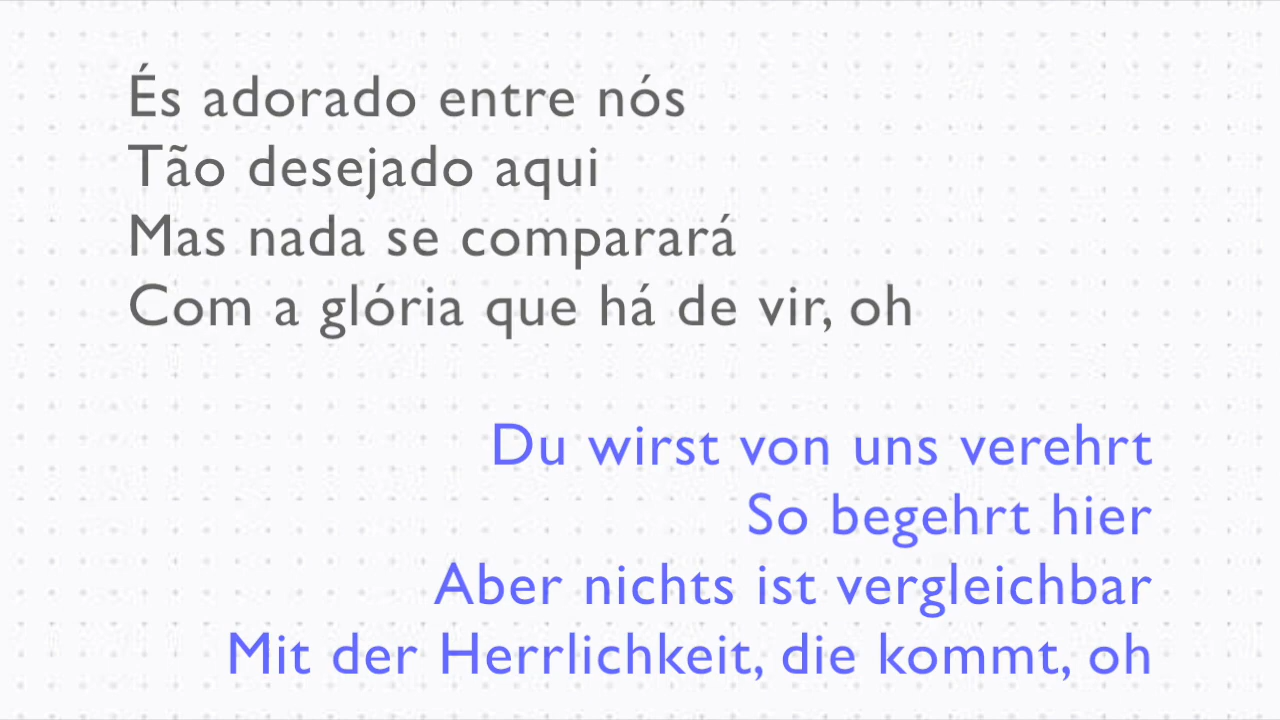 És adorado entre nós
Tão desejado aqui
Mas nada se comparará
Com a glória que há de vir, oh
Du wirst von uns verehrt
So begehrt hier
Aber nichts ist vergleichbar
Mit der Herrlichkeit, die kommt, oh